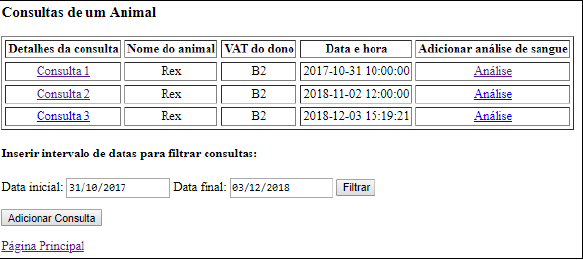 Consultas de um Animal
Detalhes da consulta Nome do animal VAT do dono Data e hora Adicionar análise de sangue
Consulta 1 Rex B2 2017-10-31 10:00:00 Análise
Consulta 2 Rex B2 2018-11-02 12:00:00 Análise
Consulta 3 Rex B2 2018-12-03 15:19:21 Análise
Inserir intervalo de datas para filtrar consultas:
Data inicial: 31/10/2017 Data final: 03/12/2018 Filtrar
Adicionar Consulta
Página Principal